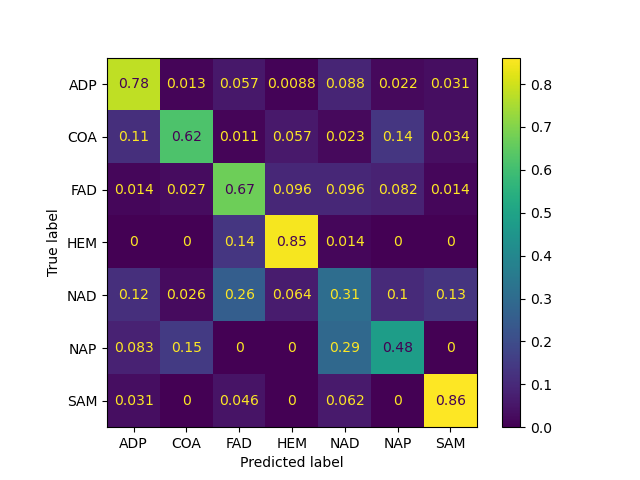 ADP 0.78 0.013 0.057 0.0088 0.088 0.022 0.031
COA 0.11 0.62 0.011 0.057 0.023 0.14 0.034
FAD 0.014 0.027 0.67 0.096 0.096 0.082 0.014
HEM 0 0 0.14 0.85 0.014 0 0
NAD 0.12 0.026 0.26 0.064 0.31 0.1 0.13
NAP 0.083 0.15 0 0 0.29 0.48 0
SAM 0.031 0 0.046 0 0.062 0 0.86
ADP COA FAD HEM NAD NAP SAM
Predicted label
True label
0.8
0.7
0.6
0.5
0.4
0.3
0.2
0.1
0.0